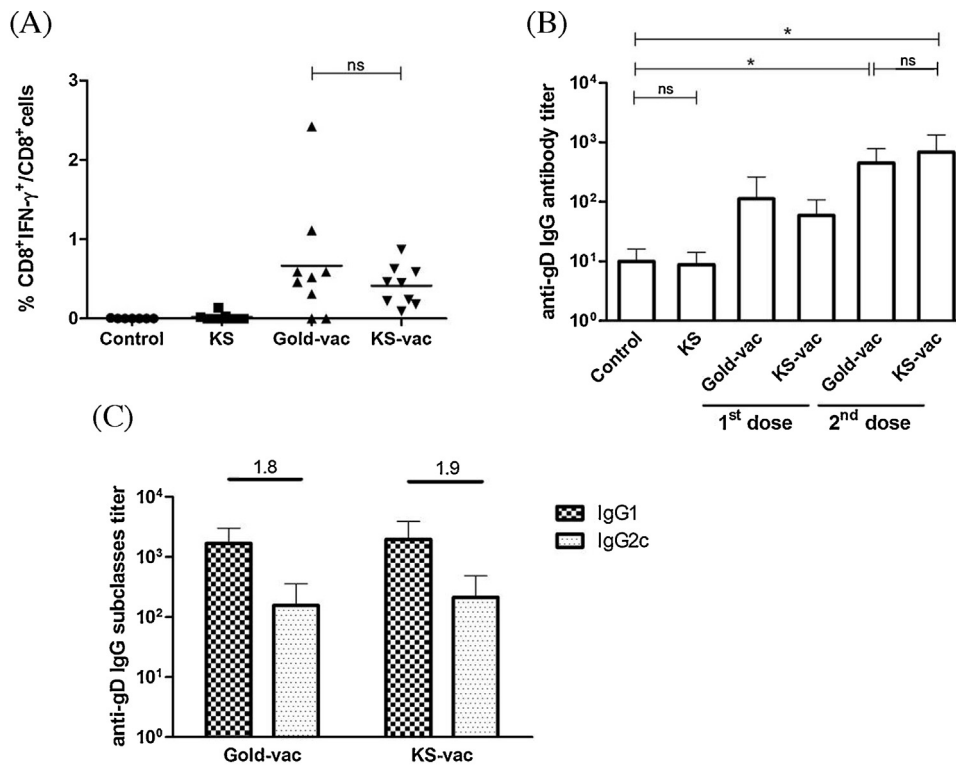 (A)
% CD8⁺IFN-γ⁺/CD8⁺cells
3
2
1
0
ns
Control KS Gold-vac KS-vac
(B)
anti-gD IgG antibody titer
10⁴
10³
10²
10¹
10⁰
*
*
ns
ns
Control KS Gold-vac KS-vac Gold-vac KS-vac
1ˢᵗ dose 2ⁿᵈ dose
(C)
anti-gD IgG subclasses titer
10⁴
10³
10²
10¹
10⁰
1.8 1.9
Gold-vac KS-vac
IgG1
IgG2c